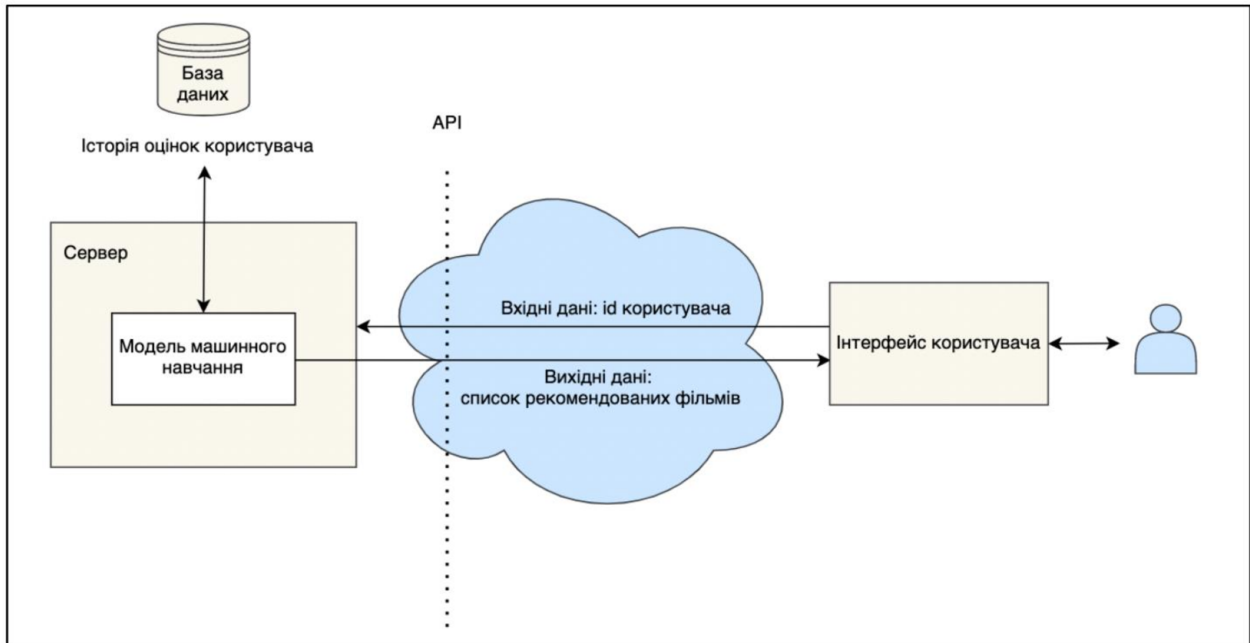 База
даних
Історія оцінок користувача
API
Сервер
Модель машинного
навчання
Вхідні дані: id користувача
Вихідні дані:
список рекомендованих фільмів
Інтерфейс користувача